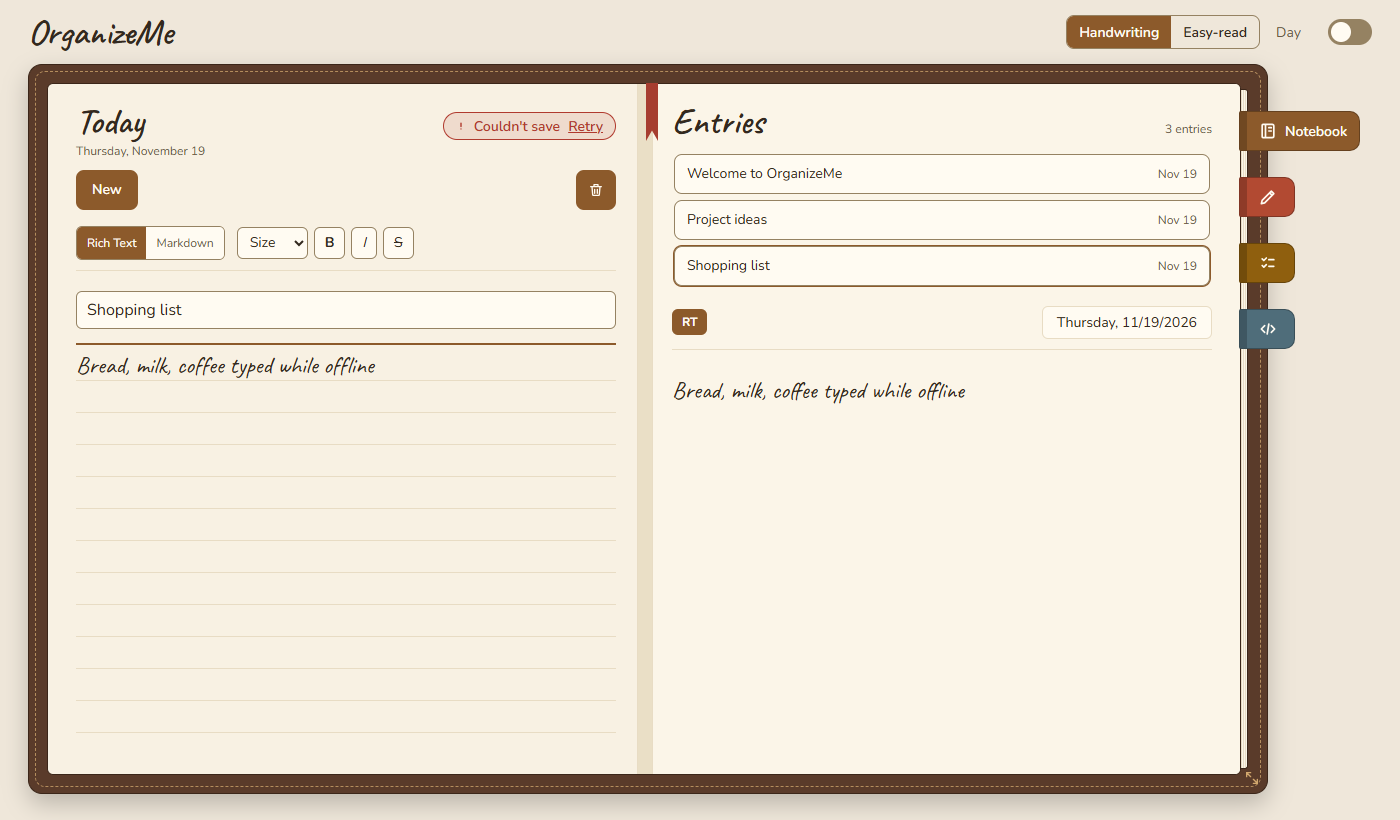 OrganizeMe
Handwriting Easy-read Day
Today
Thursday, November 19
! Couldn't save Retry
New
Rich Text Markdown Size B I S
Shopping list
Bread, milk, coffee typed while offline
Entries
3 entries
Welcome to OrganizeMe Nov 19
Project ideas Nov 19
Shopping list Nov 19
RT Thursday, 11/19/2026
Bread, milk, coffee typed while offline
Notebook